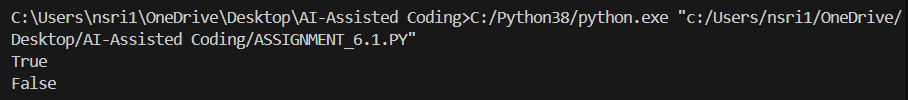 C:\Users\nsri1\OneDrive\Desktop\AI-Assisted Coding>C:/Python38/python.exe "c:/Users/nsri1/OneDrive/
Desktop/AI-Assisted Coding/ASSIGNMENT_6.1.PY"
True
False